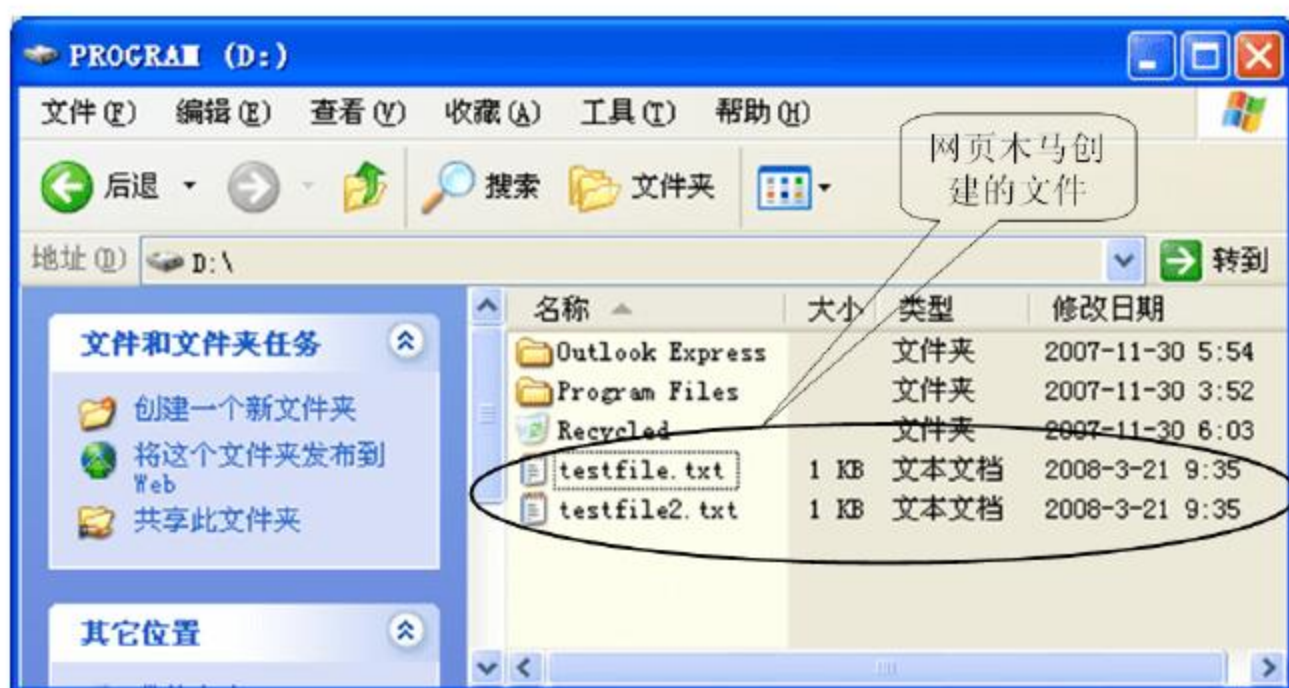 PROGRAM (D:)
文件(F) 编辑(E) 查看(V) 收藏(A) 工具(T) 帮助(H)
后退 搜索 文件夹
网页木马创
建的文件
地址(D) D:\ 转到
文件和文件夹任务
创建一个新文件夹
将这个文件夹发布到
Web
共享此文件夹
其它位置
名称 大小 类型 修改日期
Outlook Express 文件夹 2007-11-30 5:54
Program Files 文件夹 2007-11-30 3:52
Recycled 文件夹 2007-11-30 6:03
testfile.txt 1 KB 文本文档 2008-3-21 9:35
testfile2.txt 1 KB 文本文档 2008-3-21 9:35